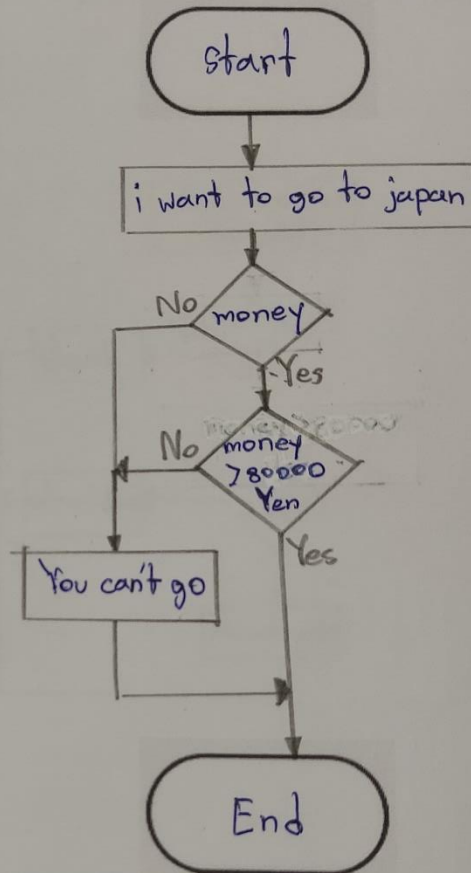 Start
i want to go to japan
No
money
Yes
No
money
>80000
Yen
Yes
You can't go
End